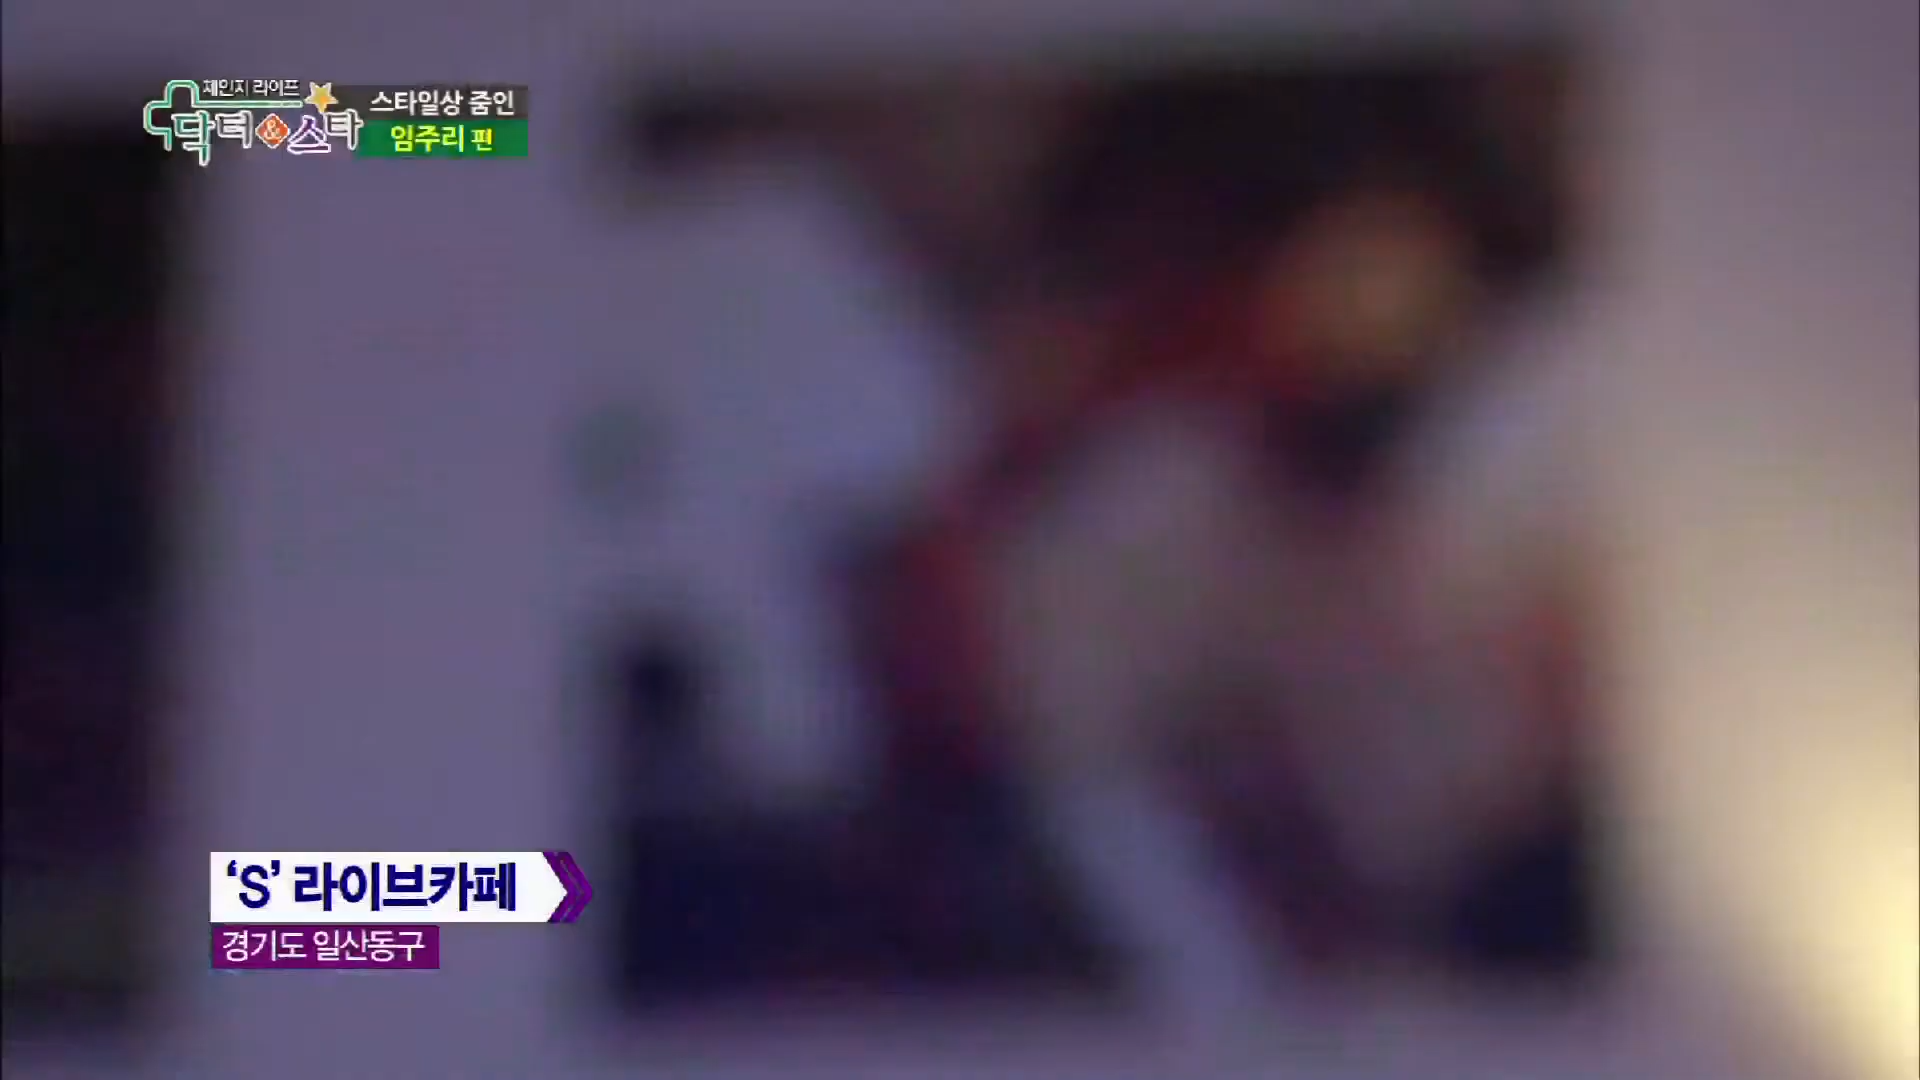 체인지 라이프
닥터&스타
스타일상 줌인
임주리 편
‘S’ 라이브카페
경기도 일산동구